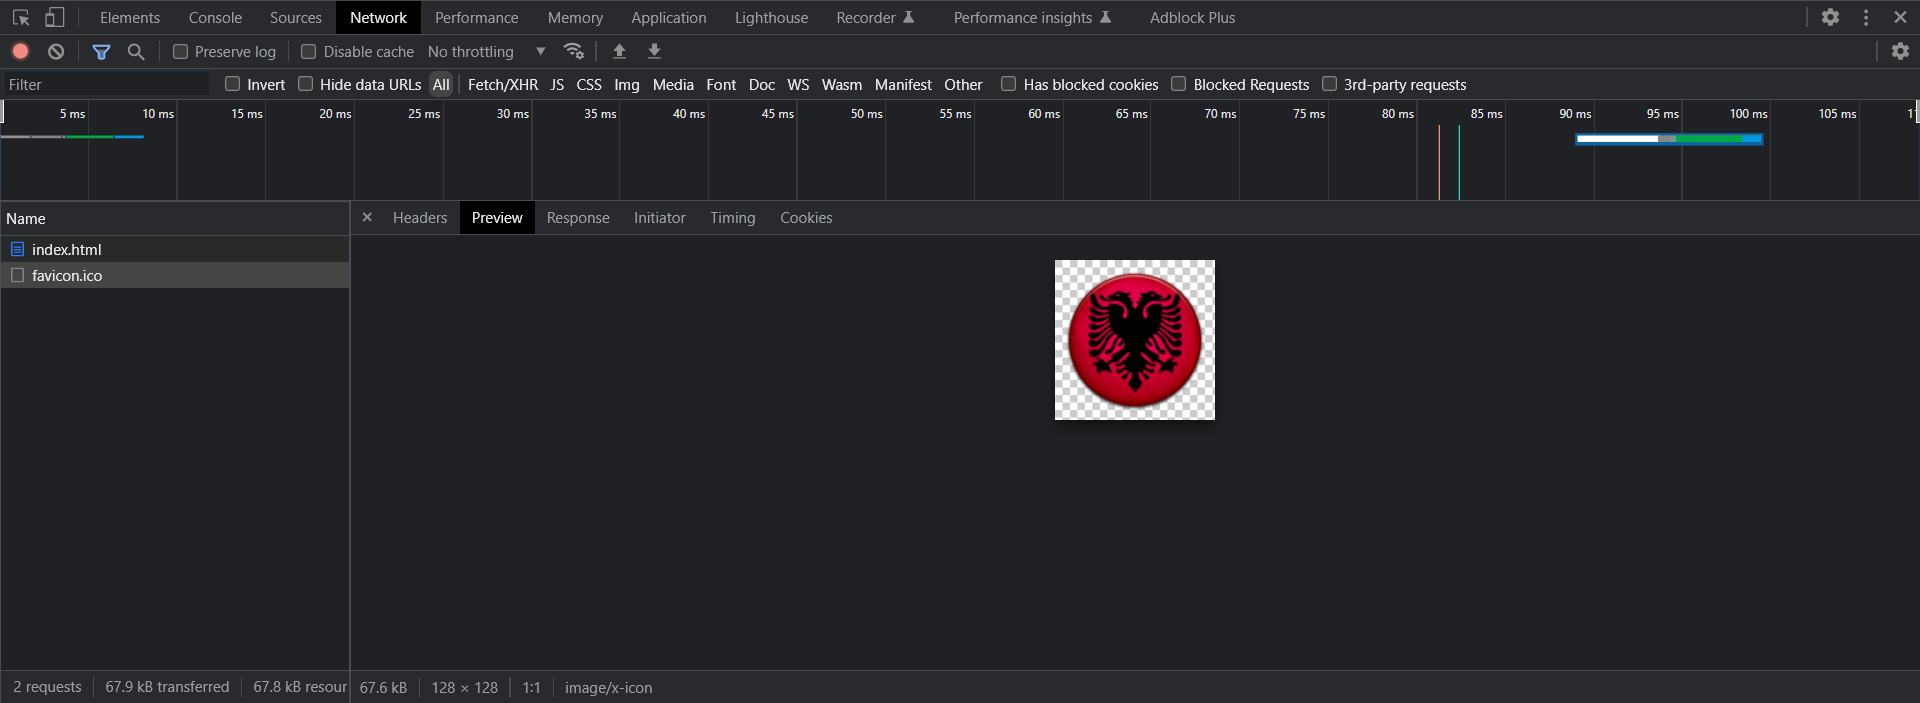 Elements Console Sources Network Performance Memory Application Lighthouse Recorder Performance insights Adblock Plus
Preserve log Disable cache No throttling
Filter Invert Hide data URLs All Fetch/XHR JS CSS Img Media Font Doc WS Wasm Manifest Other Has blocked cookies Blocked Requests 3rd-party requests
5 ms 10 ms 15 ms 20 ms 25 ms 30 ms 35 ms 40 ms 45 ms 50 ms 55 ms 60 ms 65 ms 70 ms 75 ms 80 ms 85 ms 90 ms 95 ms 100 ms 105 ms
Name
Headers Preview Response Initiator Timing Cookies
index.html
favicon.ico
2 requests 67.9 kB transferred 67.8 kB resour
67.6 kB 128 × 128 1:1 image/x-icon